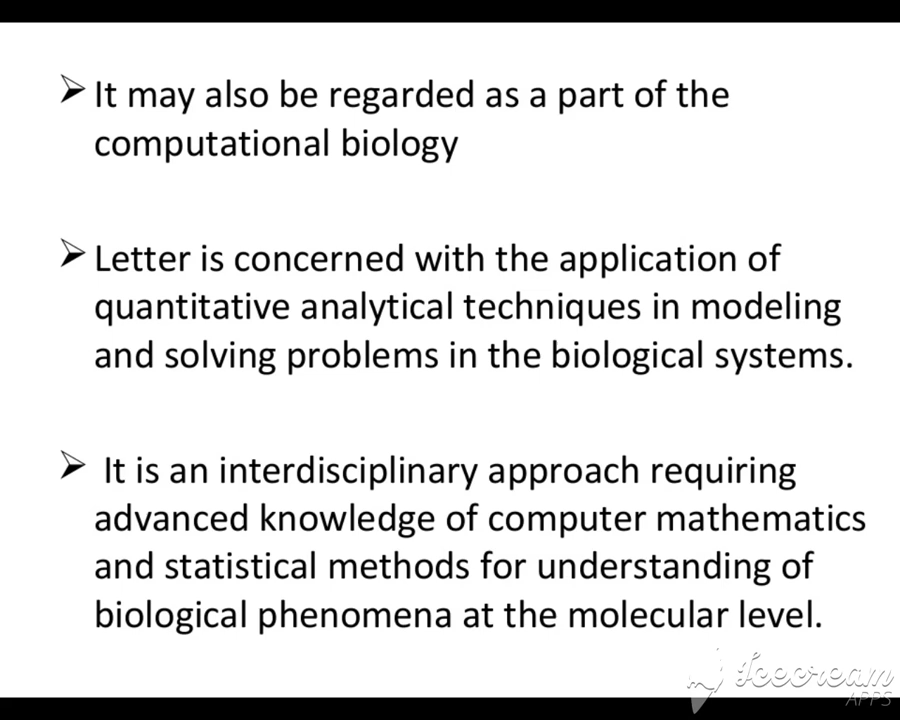 It may also be regarded as a part of the
computational biology
Letter is concerned with the application of
quantitative analytical techniques in modeling
and solving problems in the biological systems.
It is an interdisciplinary approach requiring
advanced knowledge of computer mathematics
and statistical methods for understanding of
biological phenomena at the molecular level.
Icecream
APPS